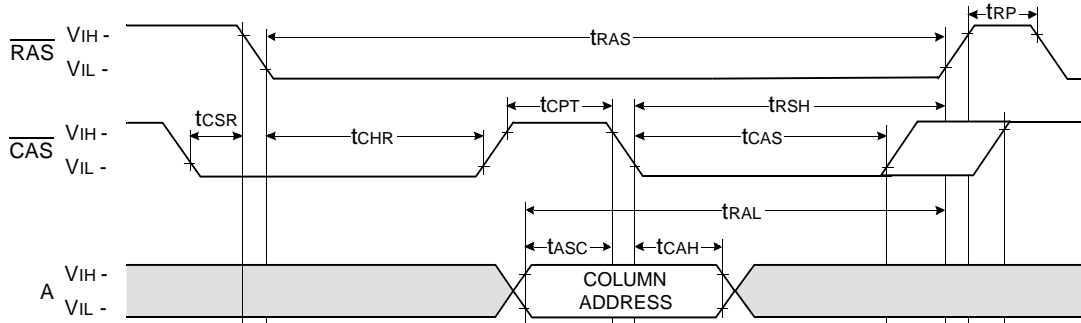 VIH - tRP
RAS tRAS
VIL -
tCSR tCPT tRSH
VIH - tCHR tCAS
CAS
VIL -
tRAL
tASC tCAH
VIH - COLUMN
A ADDRESS
VIL -